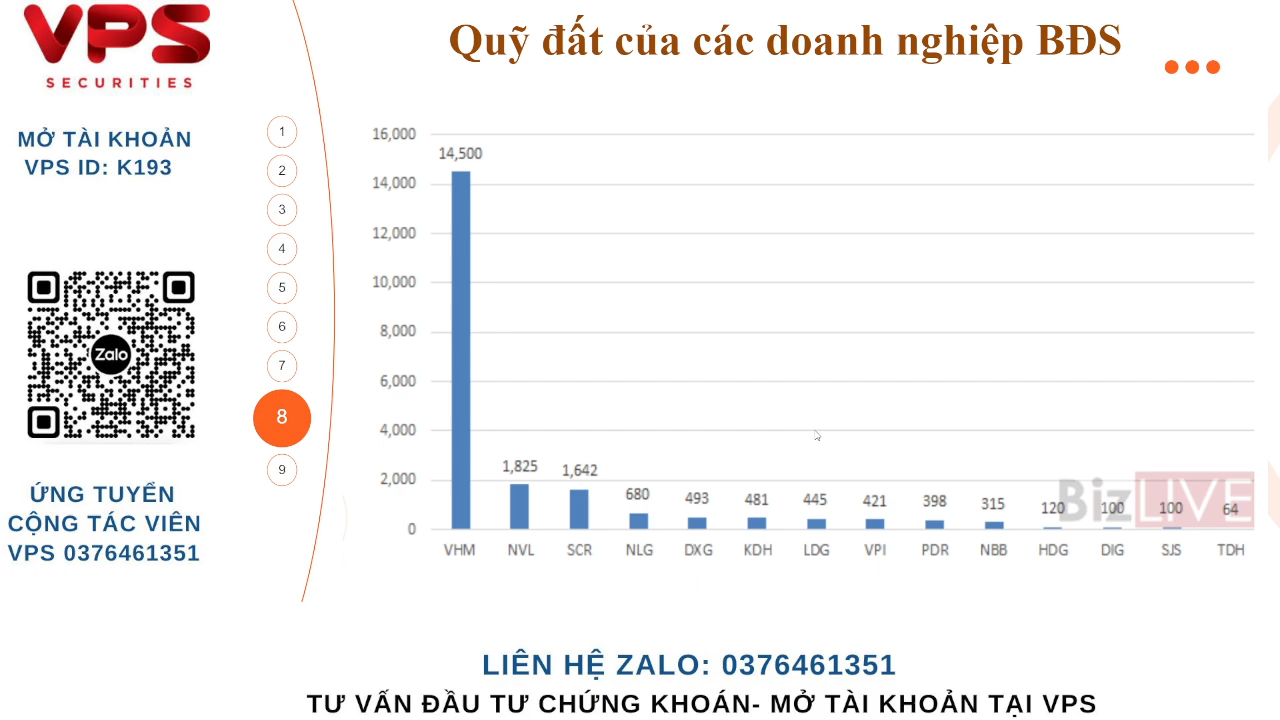 VPS
SECURITIES
MỞ TÀI KHOẢN
VPS ID: K193
Zalo
ỨNG TUYỂN
CỘNG TÁC VIÊN
VPS 0376461351
1
2
3
4
5
6
7
8
9
Quỹ đất của các doanh nghiệp BĐS
16,000
14,000
12,000
10,000
8,000
6,000
4,000
2,000
0
14,500
1,825
1,642
680
493
481
445
421
398
315
120
100
100
64
BizLIVE
VHM NVL SCR NLG DXG KDH LDG VPI PDR NBB HDG DIG SJS TDH
LIÊN HỆ ZALO: 0376461351
TƯ VẤN ĐẦU TƯ CHỨNG KHOÁN- MỞ TÀI KHOẢN TẠI VPS